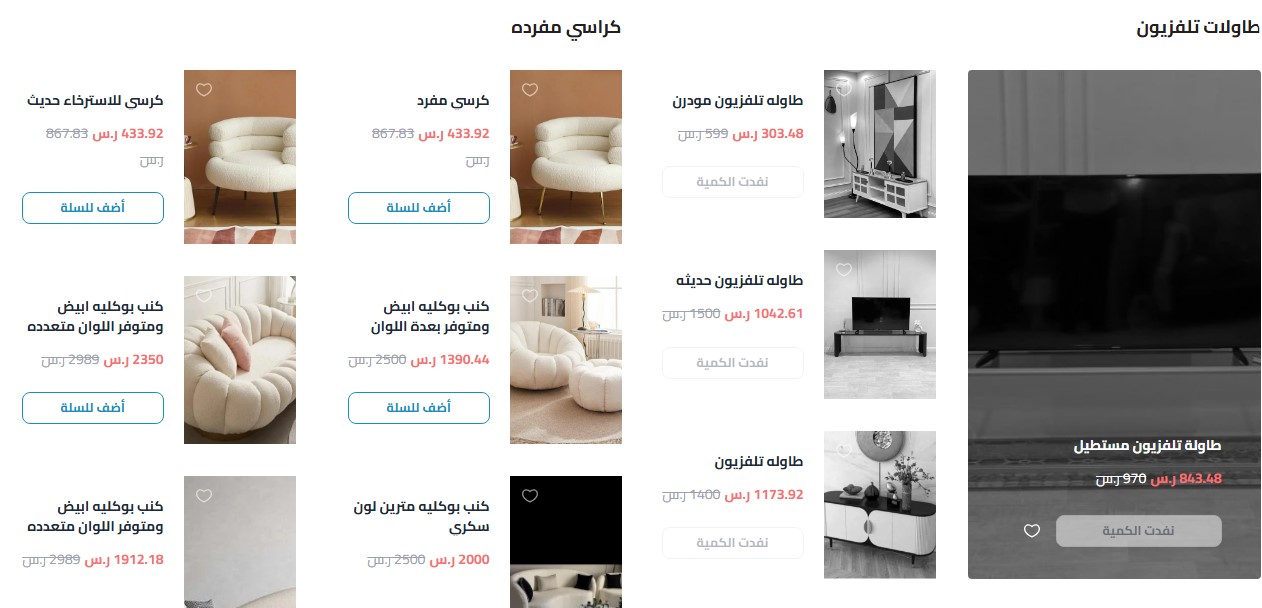 طاولات تلفزيون
طاولة تلفزيون مستطيل
843.48 ر.س 970 ر.س
نفدت الكمية
طاوله تلفزيون مودرن
303.48 ر.س 599 ر.س
نفدت الكمية
طاوله تلفزيون حديثه
1042.61 ر.س 1500 ر.س
نفدت الكمية
طاوله تلفزيون
1173.92 ر.س 1400 ر.س
نفدت الكمية
كراسي مفرده
كرسي مفرد
433.92 ر.س 867.83
ر.س
أضف للسلة
كرسي للاسترخاء حديث
433.92 ر.س 867.83
ر.س
أضف للسلة
كنب بوكليه ابيض
ومتوفر بعدة اللوان
1390.44 ر.س 2500 ر.س
أضف للسلة
كنب بوكليه ابيض
ومتوفر اللوان متعدده
2350 ر.س 2989 ر.س
أضف للسلة
كنب بوكليه مترين لون
سكري
2000 ر.س 2500 ر.س
كنب بوكليه ابيض
ومتوفر اللوان متعدده
1912.18 ر.س 2989 ر.س